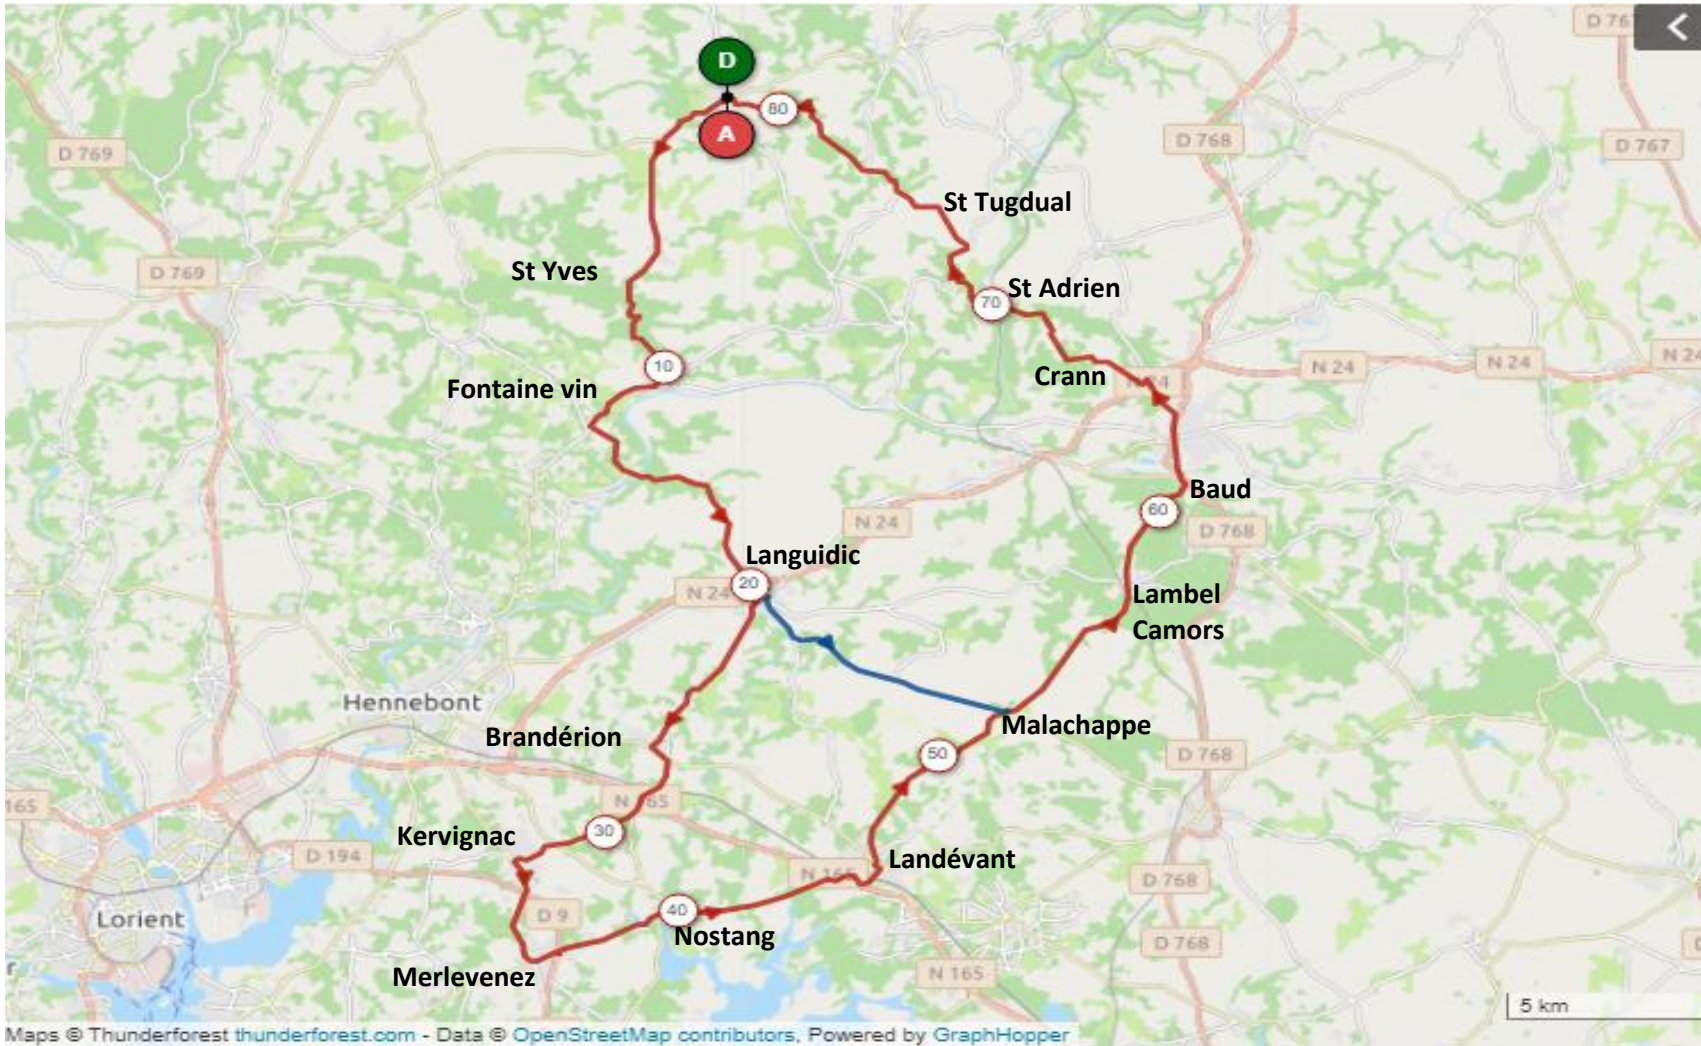 D 767
D
80
A
D 768
D 769
D 767
St Tugdual
St Yves
D 769
St Adrien
70
10
Crann
N 24
N 24
N 24
Fontaine vin
Baud
60
N 24
D 768
Languidic
20
N 24
Lambel
Camors
Hennebont
Malachappe
Brandérion
50
D 768
165
N 165
Kervignac
30
D 194
Landévant
N 165
D 768
Lorient
D 9
40
Nostang
D 768
Merlevenez
N 165
5 km
Maps © Thunderforest thunderforest.com - Data © OpenStreetMap contributors, Powered by GraphHopper